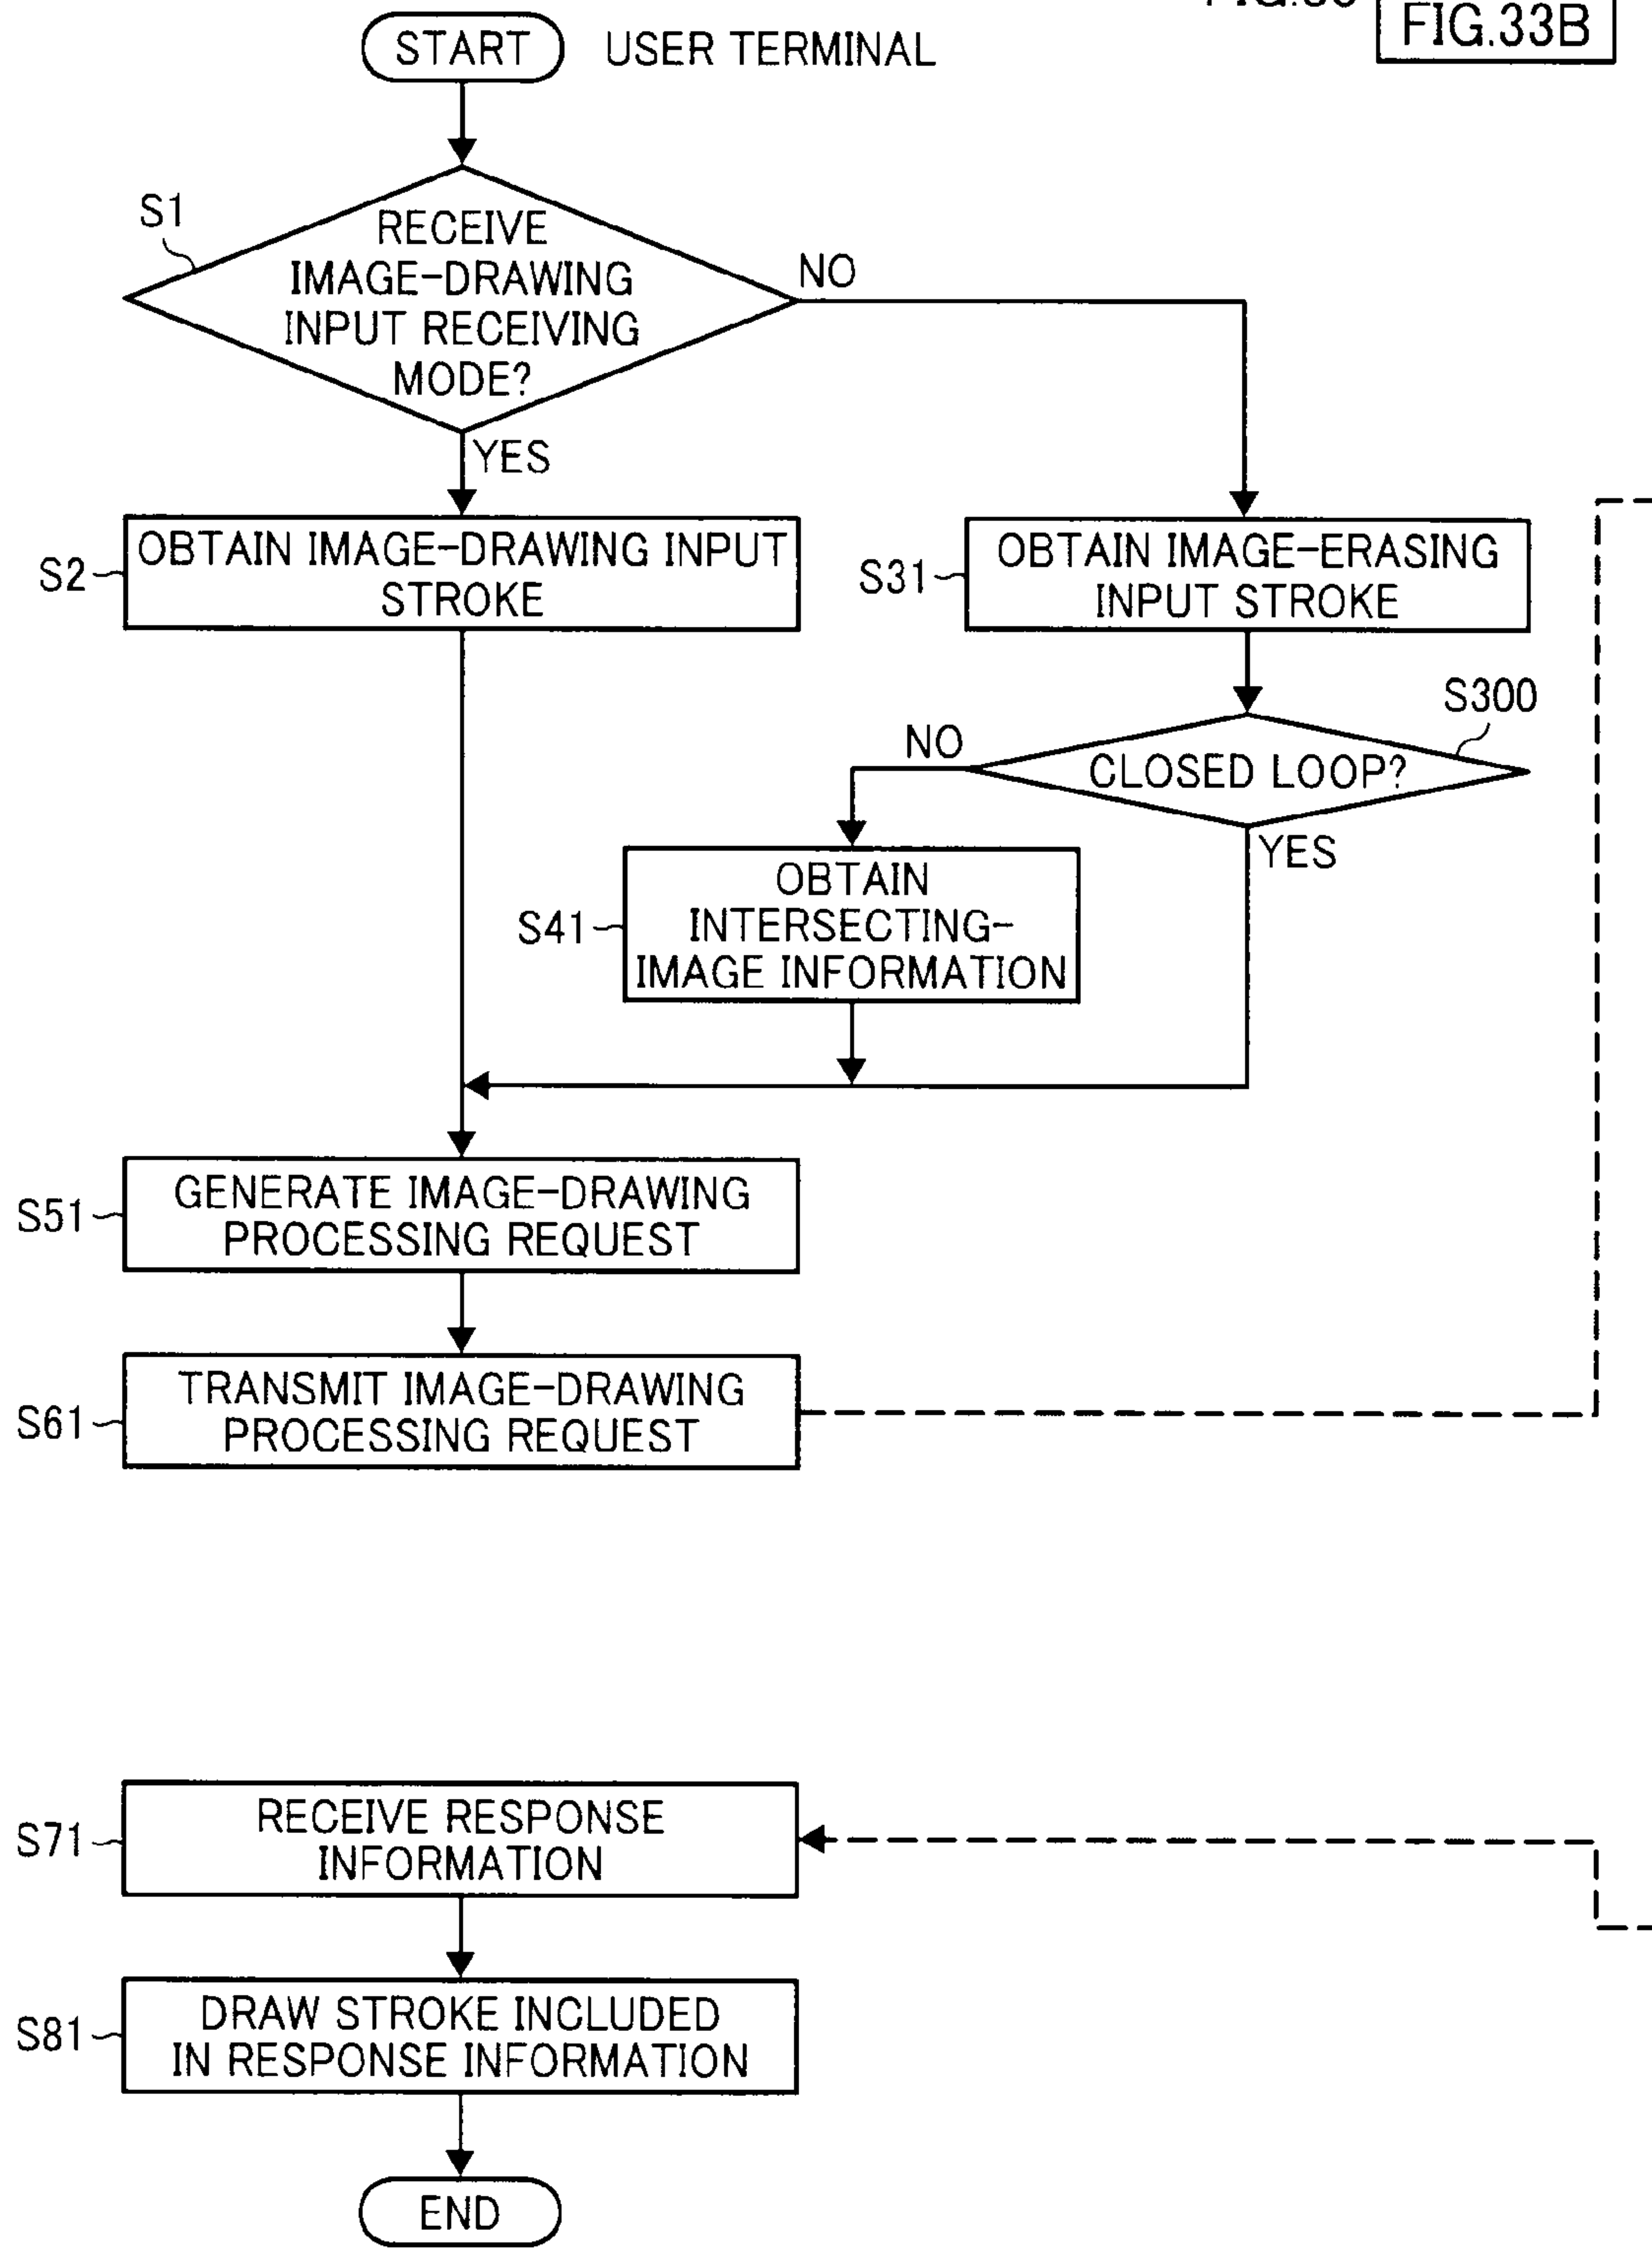 FIG.33B
START USER TERMINAL
S1
RECEIVE
IMAGE-DRAWING
INPUT RECEIVING
MODE?
NO
YES
S2
OBTAIN IMAGE-DRAWING INPUT
STROKE
S31
OBTAIN IMAGE-ERASING
INPUT STROKE
S300
CLOSED LOOP?
NO
YES
S41
OBTAIN
INTERSECTING-
IMAGE INFORMATION
S51
GENERATE IMAGE-DRAWING
PROCESSING REQUEST
S61
TRANSMIT IMAGE-DRAWING
PROCESSING REQUEST
S71
RECEIVE RESPONSE
INFORMATION
S81
DRAW STROKE INCLUDED
IN RESPONSE INFORMATION
END